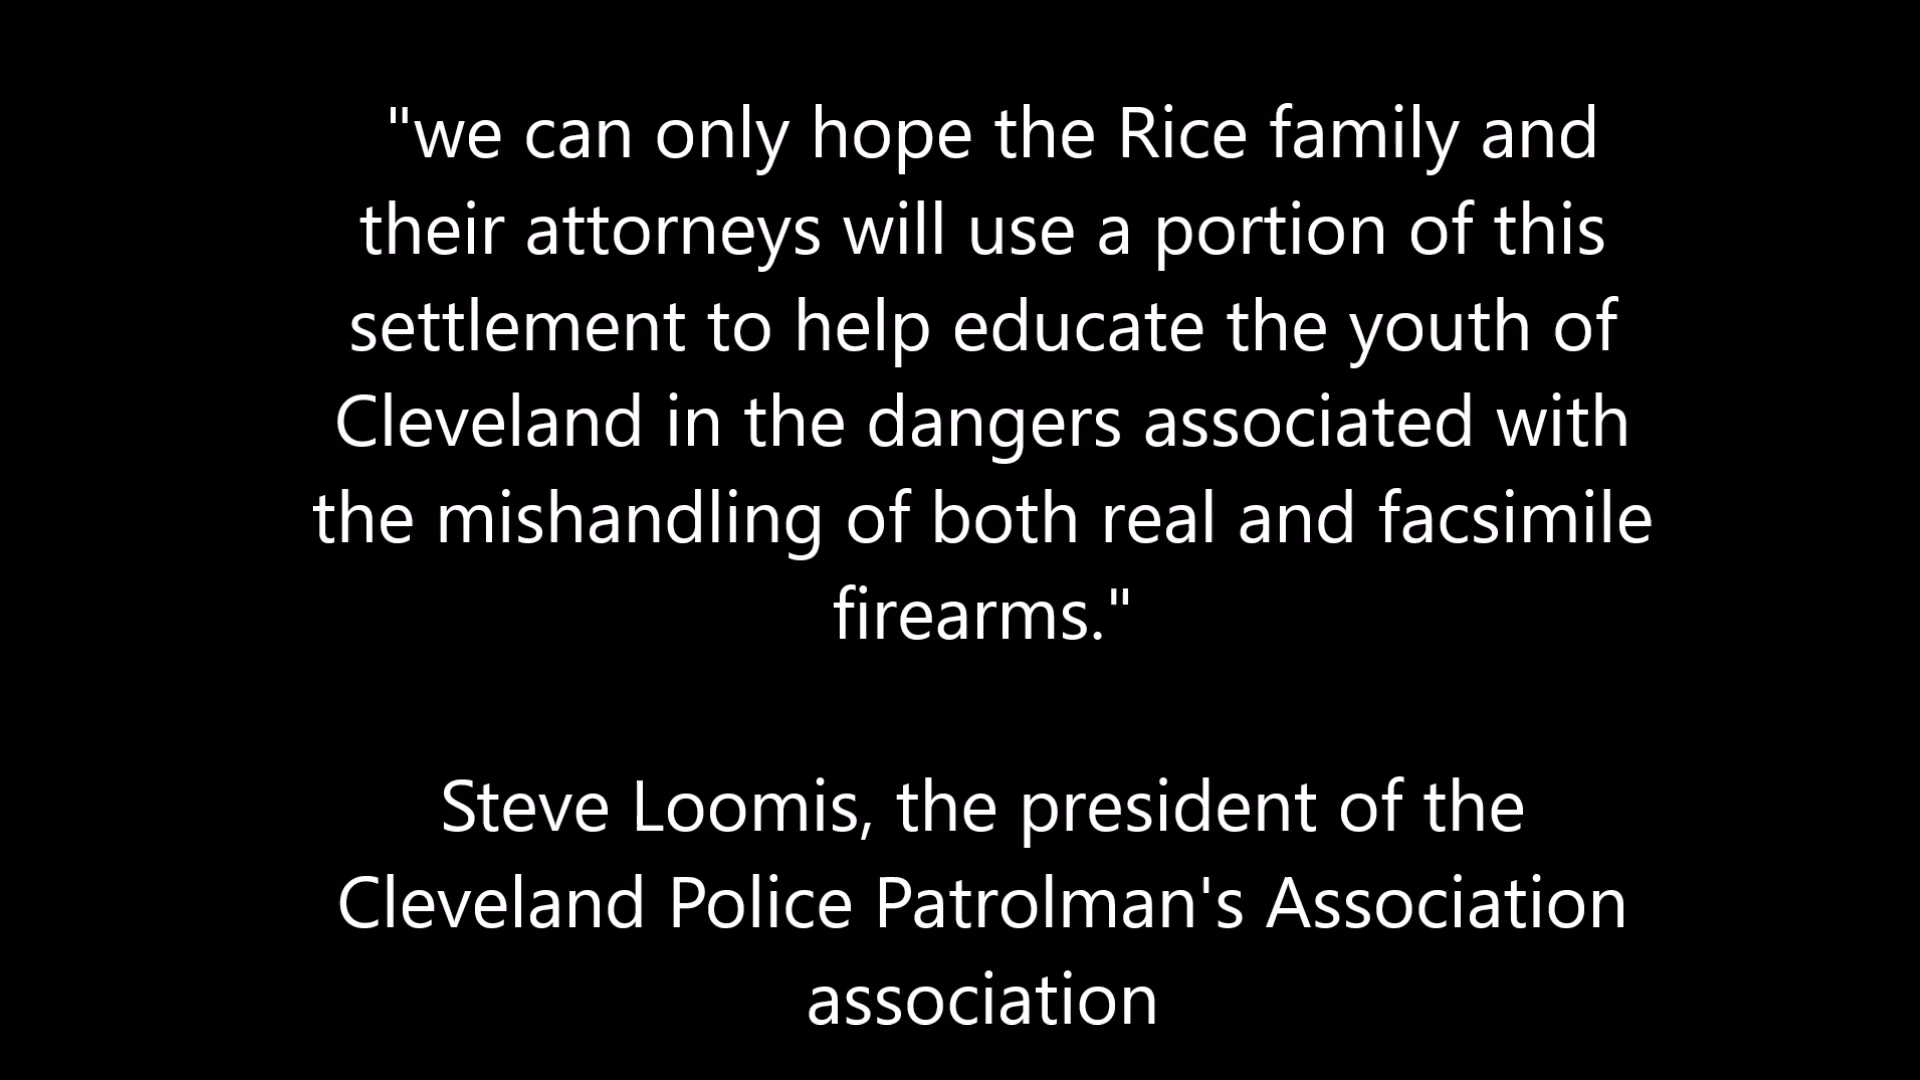 "we can only hope the Rice family and
their attorneys will use a portion of this
settlement to help educate the youth of
Cleveland in the dangers associated with
the mishandling of both real and facsimile
firearms."
Steve Loomis, the president of the
Cleveland Police Patrolman's Association
association